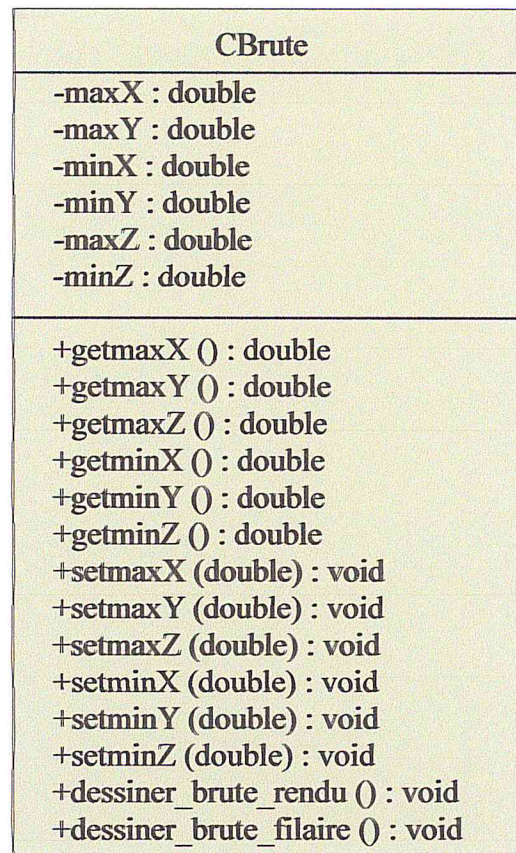 CBrute
-maxX : double
-maxY : double
-minX : double
-minY : double
-maxZ : double
-minZ : double
+getmaxX () : double
+getmaxY () : double
+getmaxZ () : double
+getminX () : double
+getminY () : double
+getminZ () : double
+setmaxX (double) : void
+setmaxY (double) : void
+setmaxZ (double) : void
+setminX (double) : void
+setminY (double) : void
+setminZ (double) : void
+dessiner_brute_rendu () : void
+dessiner_brute_filaire () : void